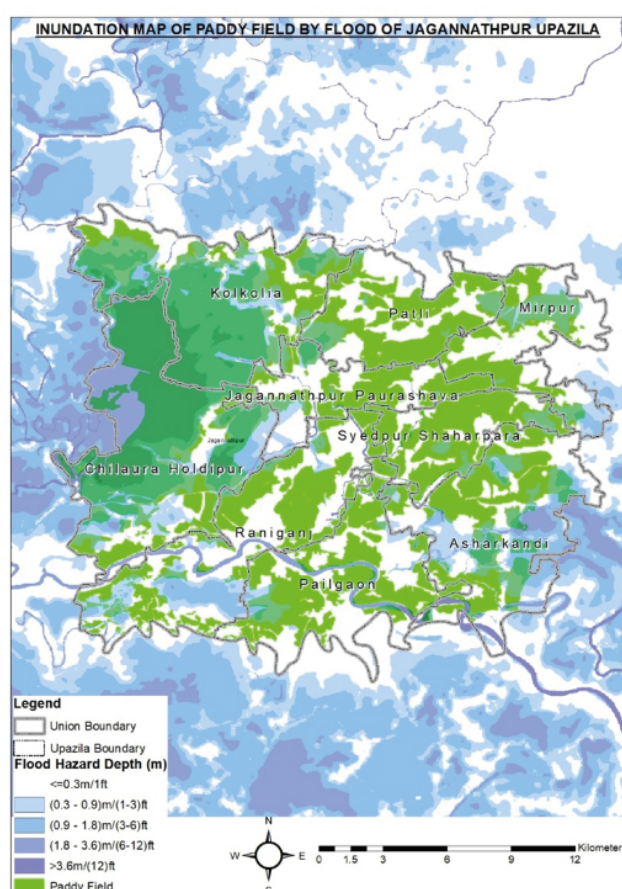 INUNDATION MAP OF PADDY FIELD BY FLOOD OF JAGANNATHPUR UPAZILA
Kolkolia
Patli
Mirpur
Jagannathpur Paurashava
Syedpur Shaharpara
Jagannathpur
Chilaura Holdipur
Raniganj
Asharkandi
Pailgaon
Legend
Union Boundary
Upazila Boundary
Flood Hazard Depth (m)
<=0.3m/1ft
(0.3 - 0.9)m/(1-3)ft
(0.9 - 1.8)m/(3-6)ft
(1.8 - 3.6)m/(6-12)ft
>3.6m/(12)ft
Paddy Field
N
W E
S
Kilometer
0 1.5 3 6 9 12